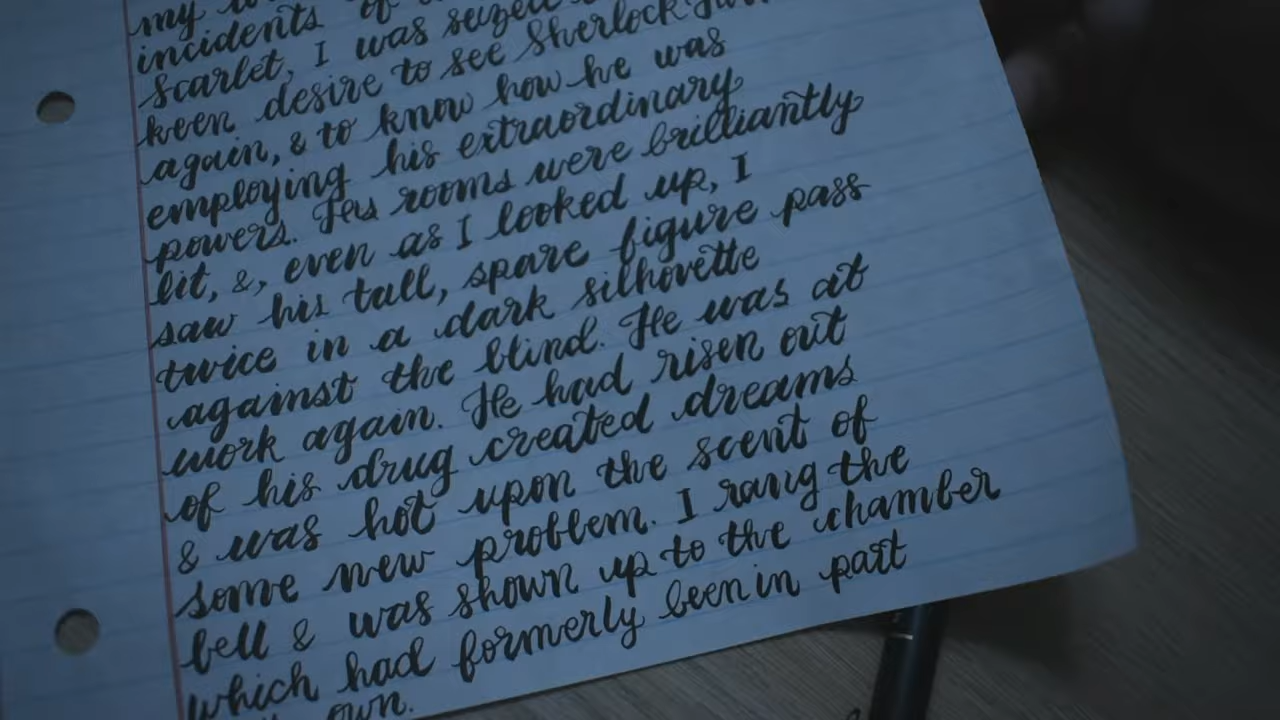 my
incidents of
Scarlet, I was seized
keen desire to see Sherlock
again, & to know how he was
employing his extraordinary
powers. His rooms were brilliantly
lit, &, even as I looked up, I
saw his tall, spare figure pass
twice in a dark silhovette
against the blind. He was at
work again. He had risen out
of his drug created dreams
& was hot upon the scent of
some new problem. I rang the
bell & was shown up to the chamber
which had formerly been in part
own.